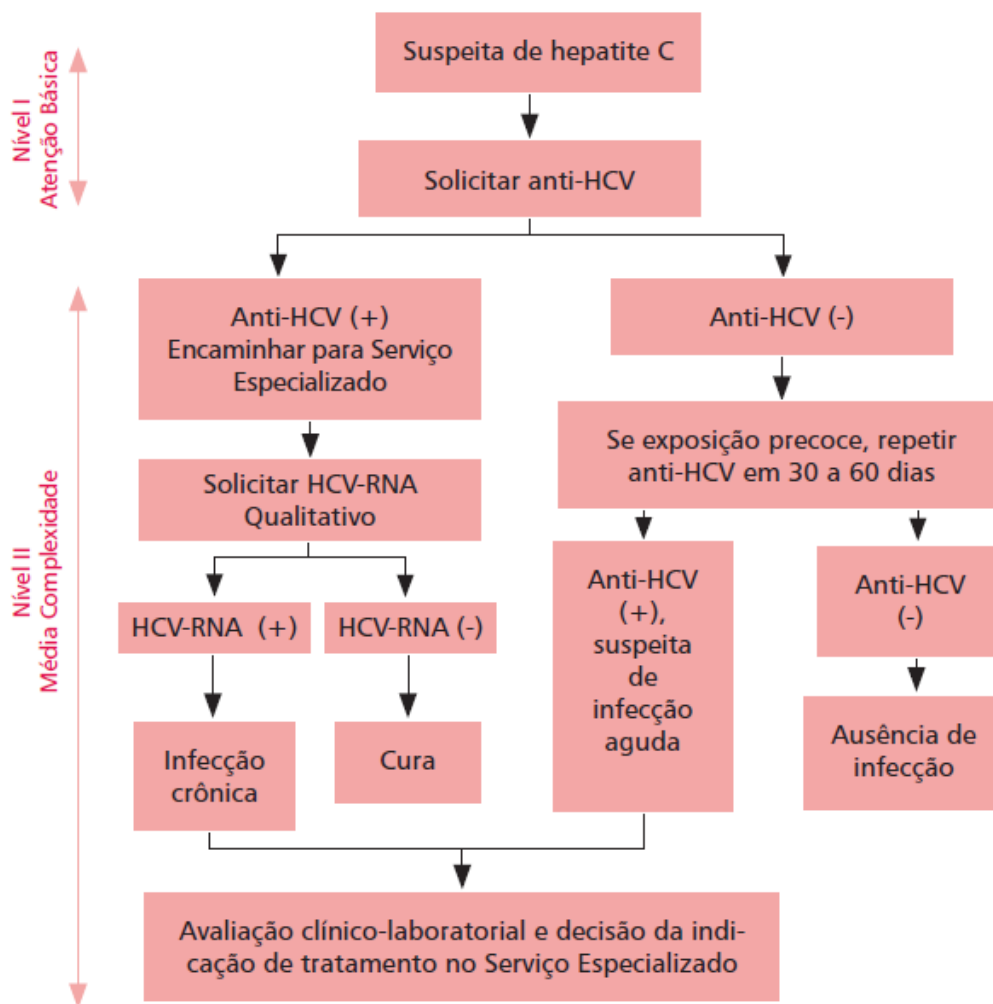 Nível I
Atenção Básica
Suspeita de hepatite C
Solicitar anti-HCV
Nível II
Média Complexidade
Anti-HCV (+)
Encaminhar para Serviço
Especializado
Anti-HCV (-)
Se exposição precoce, repetir
anti-HCV em 30 a 60 dias
Solicitar HCV-RNA
Qualitativo
HCV-RNA (+)
HCV-RNA (-)
Anti-HCV
(+),
suspeita
de
infecção
aguda
Anti-HCV
(-)
Infecção
crônica
Cura
Ausência de
infecção
Avaliação clínico-laboratorial e decisão da indi-
cação de tratamento no Serviço Especializado